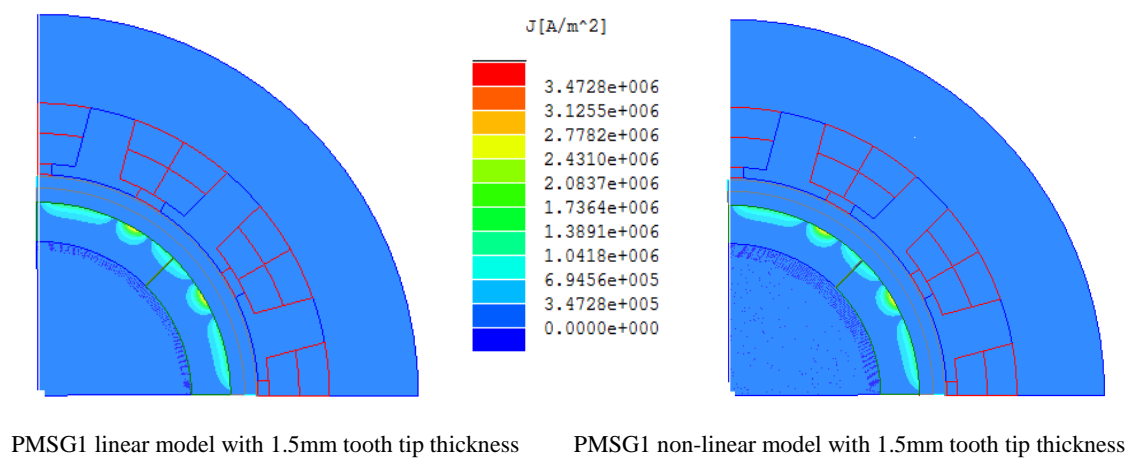 J[A/m^2]
3.4728e+006
3.1255e+006
2.7782e+006
2.4310e+006
2.0837e+006
1.7364e+006
1.3891e+006
1.0418e+006
6.9456e+005
3.4728e+005
0.0000e+000
PMSG1 linear model with 1.5mm tooth tip thickness
PMSG1 non-linear model with 1.5mm tooth tip thickness